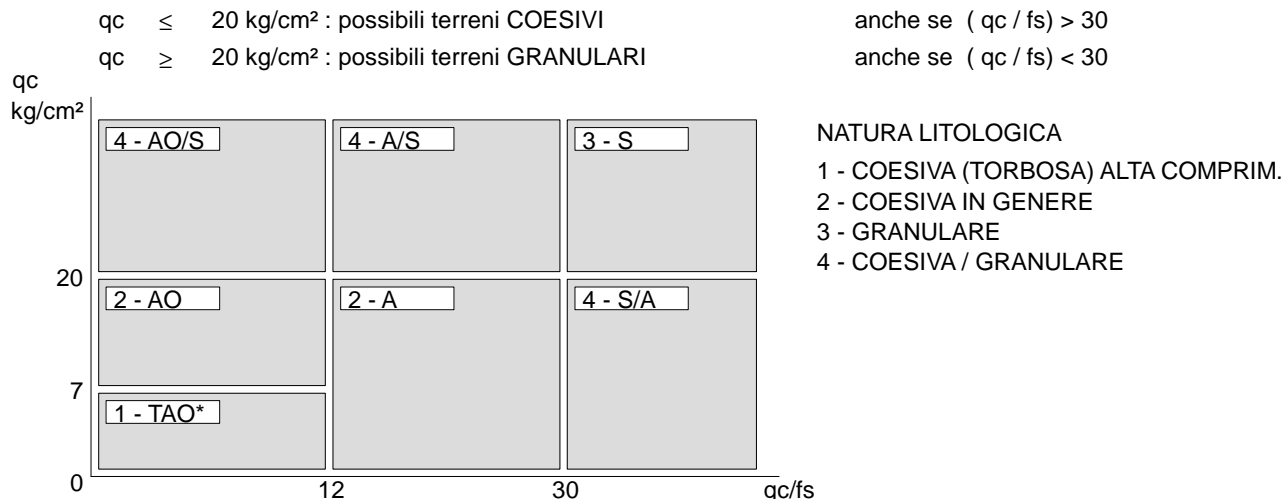 qc ≤ 20 kg/cm² : possibili terreni COESIVI anche se ( qc / fs) > 30
qc ≥ 20 kg/cm² : possibili terreni GRANULARI anche se ( qc / fs) < 30
qc
kg/cm²
4 - AO/S 4 - A/S 3 - S
NATURA LITOLOGICA
1 - COESIVA (TORBOSA) ALTA COMPRIM.
2 - COESIVA IN GENERE
3 - GRANULARE
4 - COESIVA / GRANULARE
20
2 - AO 2 - A 4 - S/A
7
1 - TAO*
0
12 30 qc/fs